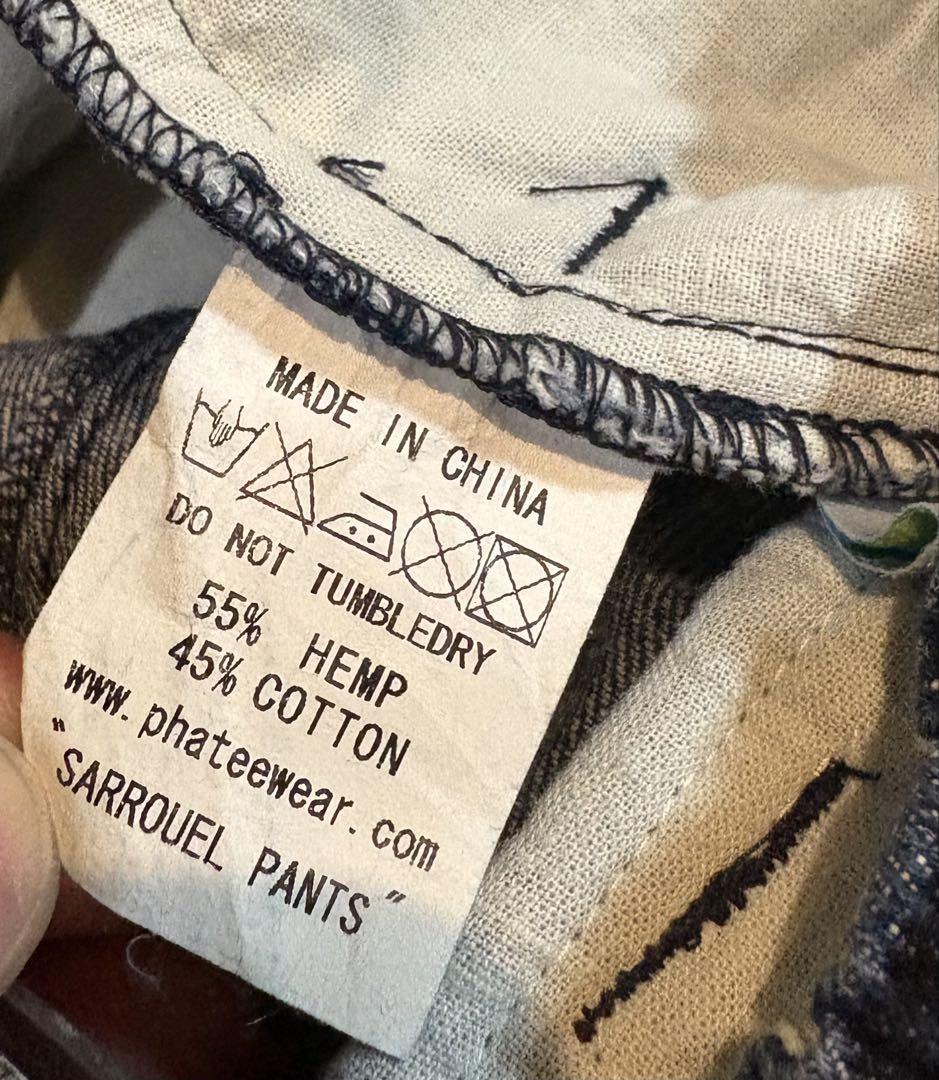 MADE IN CHINA
DO NOT TUMBLEDRY
55% HEMP
45% COTTON
www.phateewear.com
"SARROUEL PANTS"